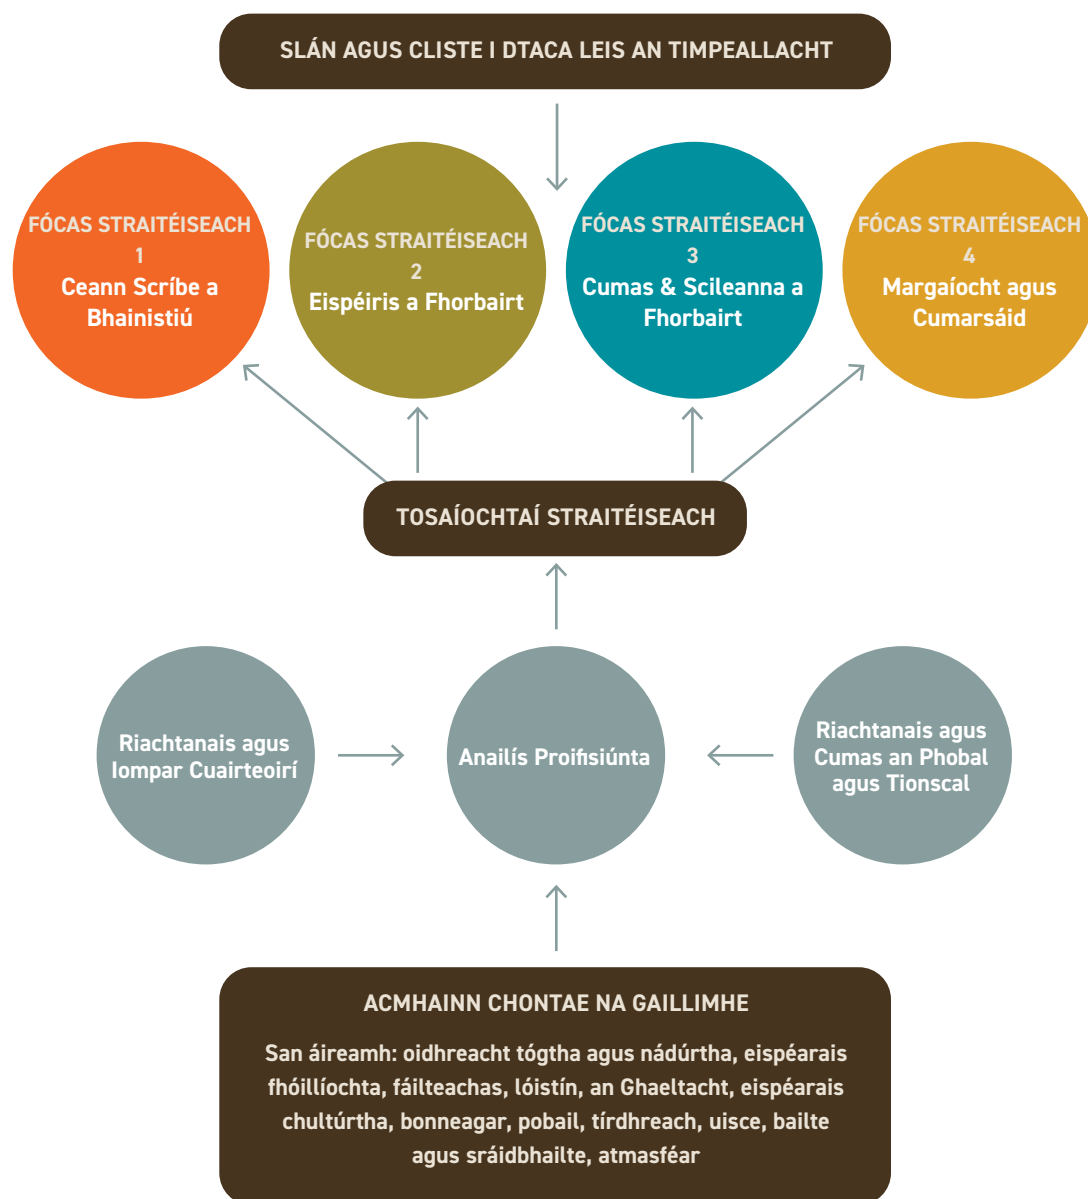 SLÁN AGUS CLISTE I DTACA LEIS AN TIMPEALLACHT
FÓCAS STRAITÉISEACH
1
Ceann Scríbe a
Bhainistiú
FÓCAS STRAITÉISEACH
2
Eispéiris a Fhorbairt
FÓCAS STRAITÉISEACH
3
Cumas & Scileanna a
Fhorbairt
FÓCAS STRAITÉISEACH
4
Margaíocht agus
Cumarsáid
TOSAÍOCHTAÍ STRAITÉISEACH
Riachtanais agus
Iompar Cuairteoirí
Anailís Proifisiúnta
Riachtanais agus
Cumas an Phobal
agus Tionscal
ACMHAINN CHONTAE NA GAILLIMHE
San áireamh: oidhreacht tógtha agus nádúrtha, eispéarais
fhóillíochta, fáilteachas, lóistín, an Ghaeltacht, eispéarais
chultúrtha, bonneagar, pobail, tírdhreach, uisce, bailte
agus sráidbhailte, atmasféar